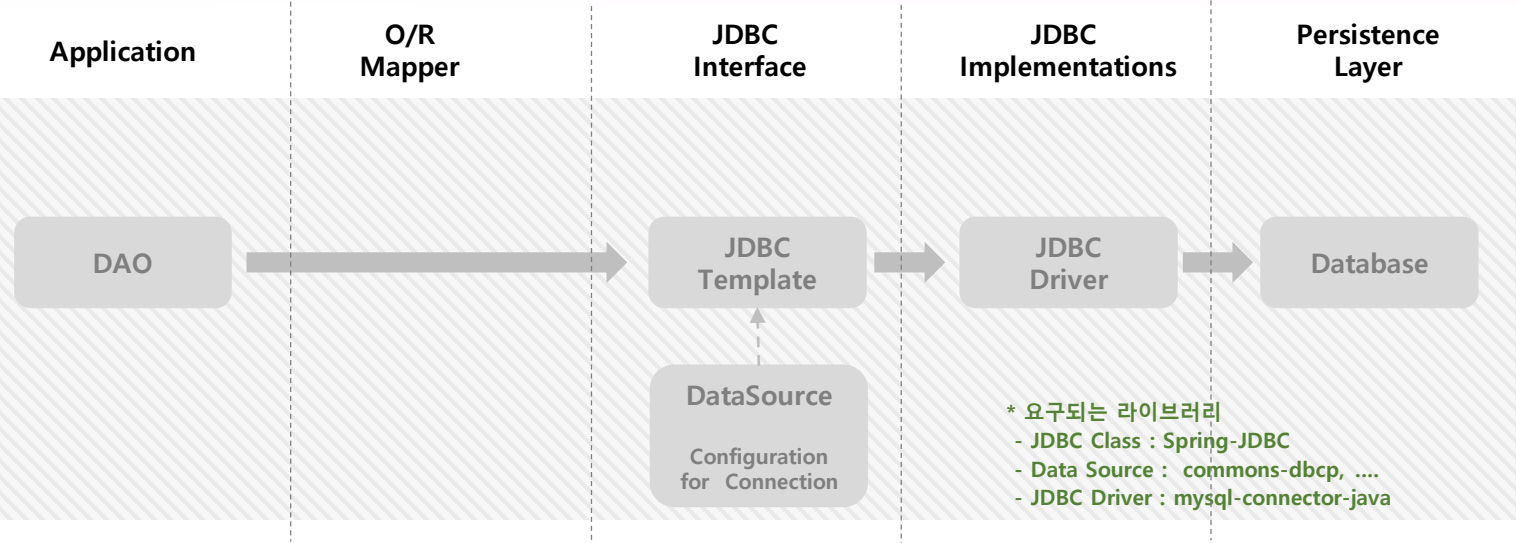 Application
O/R
Mapper
JDBC
Interface
JDBC
Implementations
Persistence
Layer
DAO
JDBC
Template
JDBC
Driver
Database
DataSource
Configuration
for Connection
* 요구되는 라이브러리
- JDBC Class : Spring-JDBC
- Data Source : commons-dbcp, ....
- JDBC Driver : mysql-connector-java